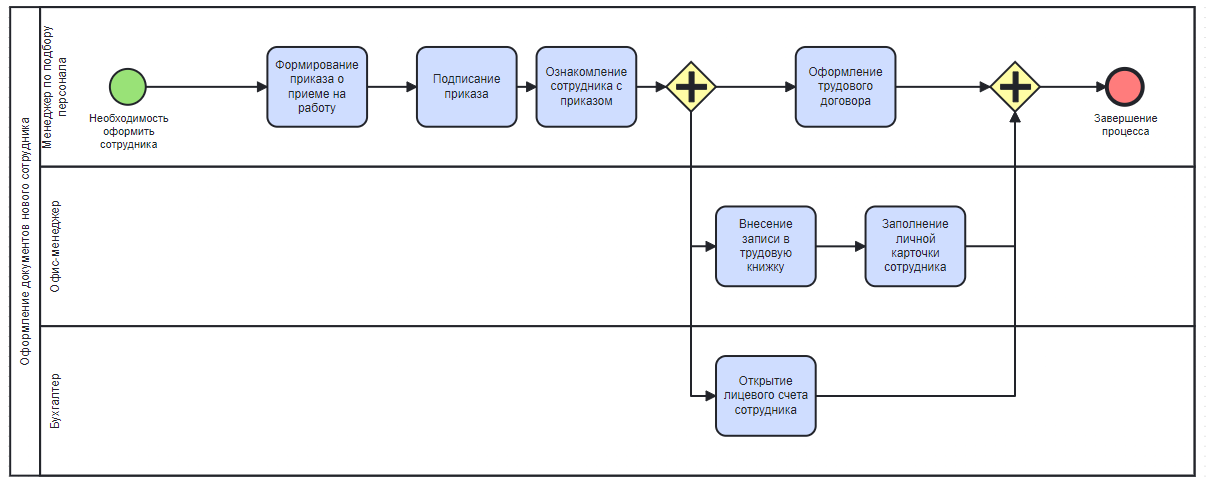 Оформление документов нового сотрудника
Менеджер по подбору
персонала
Необходимость
оформить
сотрудника
Формирование
приказа о
приеме на
работу
Подписание
приказа
Ознакомление
сотрудника с
приказом
Оформление
трудового
договора
Завершение
процесса
Офис-менеджер
Внесение
записи в
трудовую
книжку
Заполнение
личной
карточки
сотрудника
Бухгалтер
Открытие
лицевого счета
сотрудника